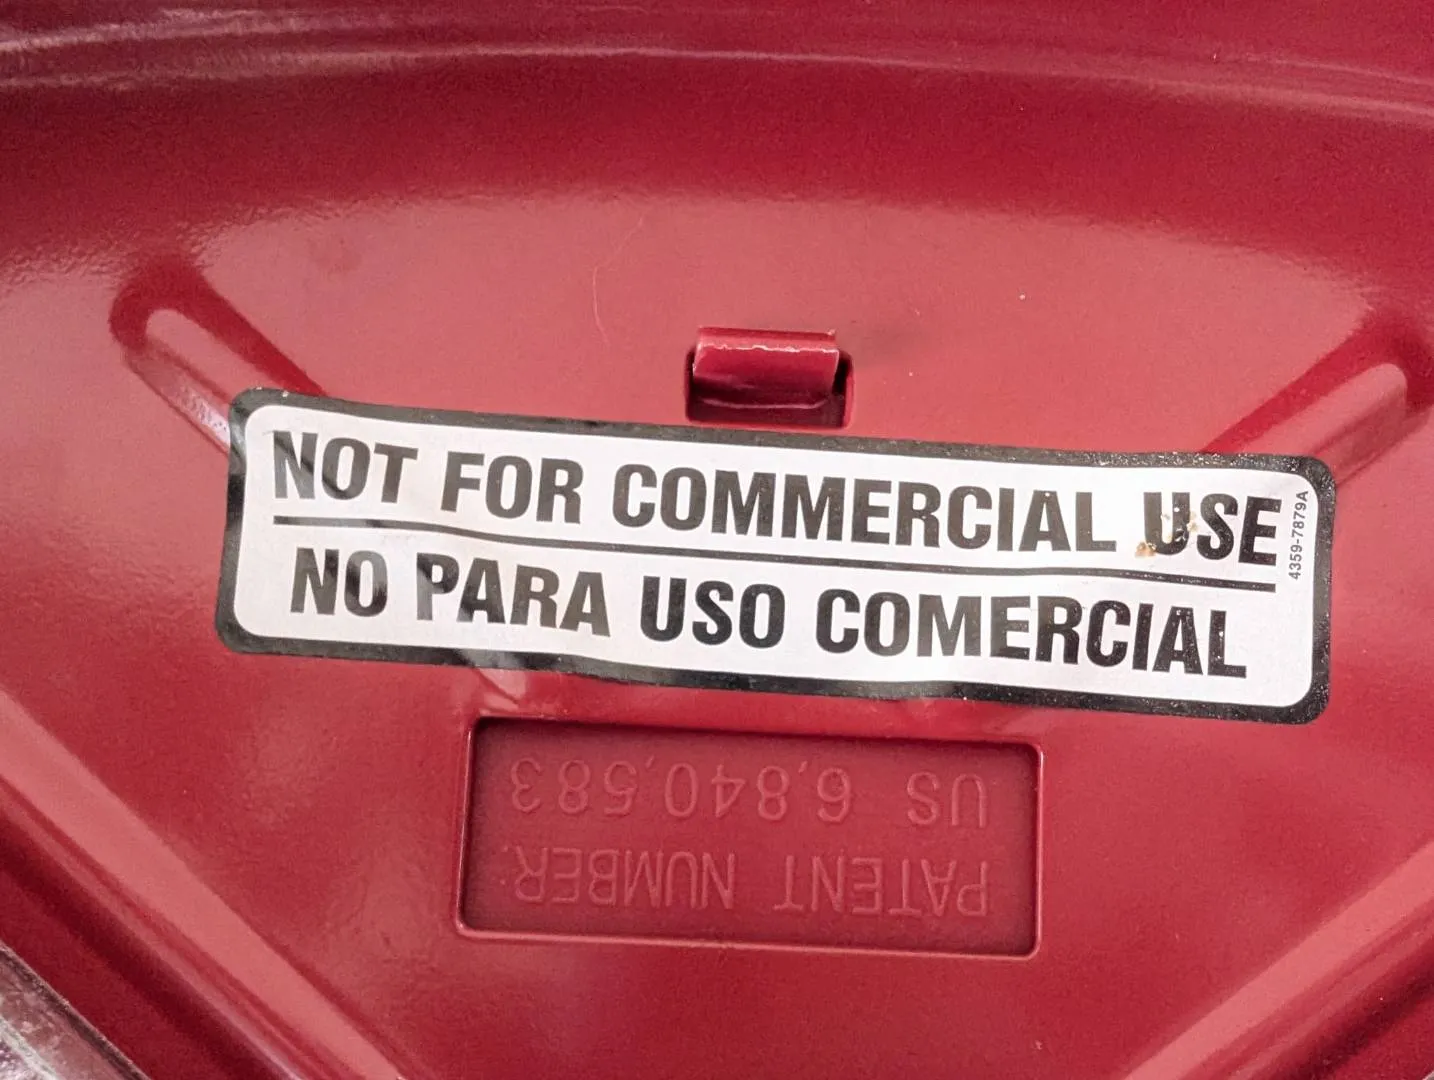 NOT FOR COMMERCIAL USE
NO PARA USO COMERCIAL
4359-7879A
PATENT NUMBER.
US 6,840,583